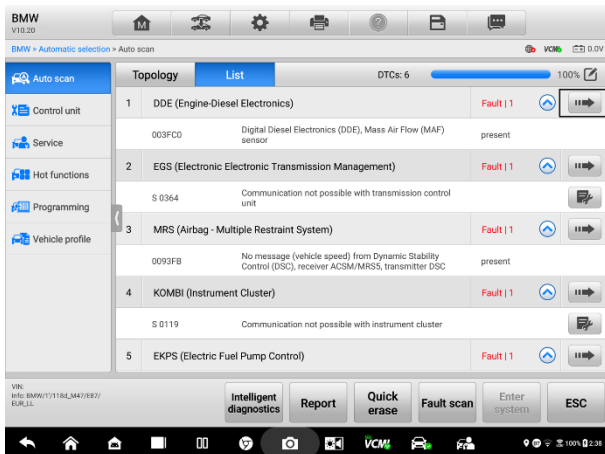 BMW
V10.20
BMW > Automatic selection > Auto scan
VCMI
0.0V
Auto scan
Control unit
Service
Hot functions
Programming
Vehicle profile
Topology
List
DTCs: 6
100%
1 DDE (Engine-Diesel Electronics) Fault | 1
003FC0 Digital Diesel Electronics (DDE), Mass Air Flow (MAF) present
sensor
2 EGS (Electronic Electronic Transmission Management) Fault | 1
S 0364 Communication not possible with transmission control
unit
3 MRS (Airbag - Multiple Restraint System) Fault | 1
0093FB No message (vehicle speed) from Dynamic Stability present
Control (DSC), receiver ACSM/MRS5, transmitter DSC
4 KOMBI (Instrument Cluster) Fault | 1
S 0119 Communication not possible with instrument cluster
5 EKPS (Electric Fuel Pump Control) Fault | 1
VIN:
Info: BMW/1'/118d_M47/E87/
EUR_LL
Intelligent
diagnostics
Report
Quick
erase
Fault scan
Enter
system
ESC
VCMI
100% 2:38